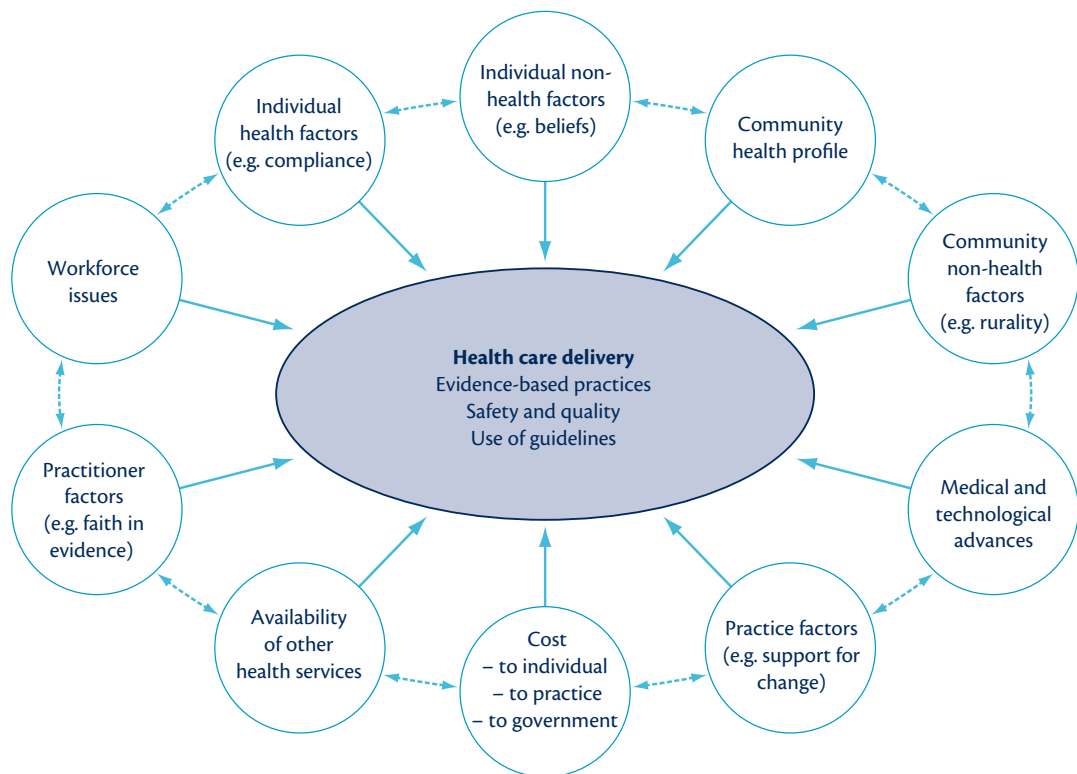 Individual non-
health factors
(e.g. beliefs)
Individual
health factors
(e.g. compliance)
Community
health profile
Workforce
issues
Community
non-health
factors
(e.g. rurality)
Health care delivery
Evidence-based practices
Safety and quality
Use of guidelines
Practitioner
factors
(e.g. faith in
evidence)
Medical and
technological
advances
Availability
of other
health services
Cost
– to individual
– to practice
– to government
Practice factors
(e.g. support for
change)